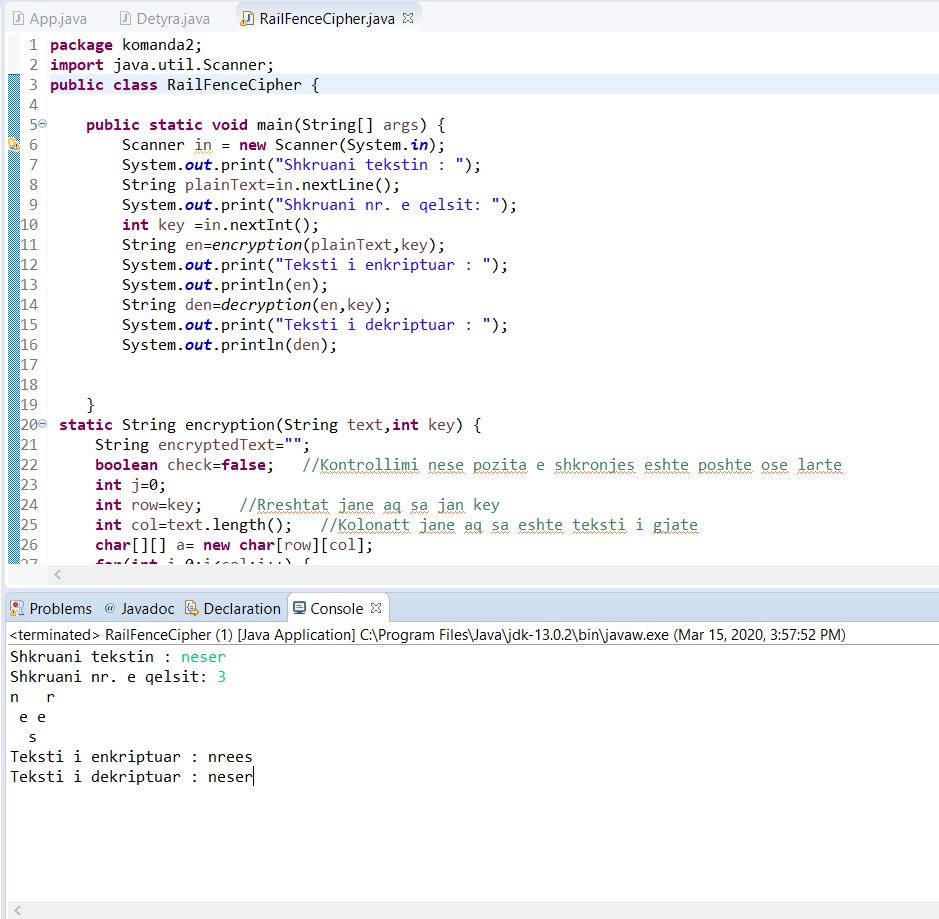 App.java Detyra.java RailFenceCipher.java
1 package komanda2;
2 import java.util.Scanner;
3 public class RailFenceCipher {
4
5 public static void main(String[] args) {
6 Scanner in = new Scanner(System.in);
7 System.out.print("Shkruani tekstin : ");
8 String plainText=in.nextLine();
9 System.out.print("Shkruani nr. e qelsit: ");
10 int key =in.nextInt();
11 String en=encryption(plainText,key);
12 System.out.print("Teksti i enkriptuar : ");
13 System.out.println(en);
14 String den=decryption(en,key);
15 System.out.print("Teksti i dekriptuar : ");
16 System.out.println(den);
17
18
19 }
20 static String encryption(String text,int key) {
21 String encryptedText="";
22 boolean check=false; //Kontrollimi nese pozita e shkronjes eshte poshte ose larte
23 int j=0;
24 int row=key; //Rreshtat jane aq sa jan key
25 int col=text.length(); //Kolonatt jane aq sa eshte teksti i gjate
26 char[][] a= new char[row][col];
27 for(int i=0;i<col;i++) {
Problems Javadoc Declaration Console
<terminated> RailFenceCipher (1) [Java Application] C:\Program Files\Java\jdk-13.0.2\bin\javaw.exe (Mar 15, 2020, 3:57:52 PM)
Shkruani tekstin : neser
Shkruani nr. e qelsit: 3
n   r
 e e
  s
Teksti i enkriptuar : nrees
Teksti i dekriptuar : neser